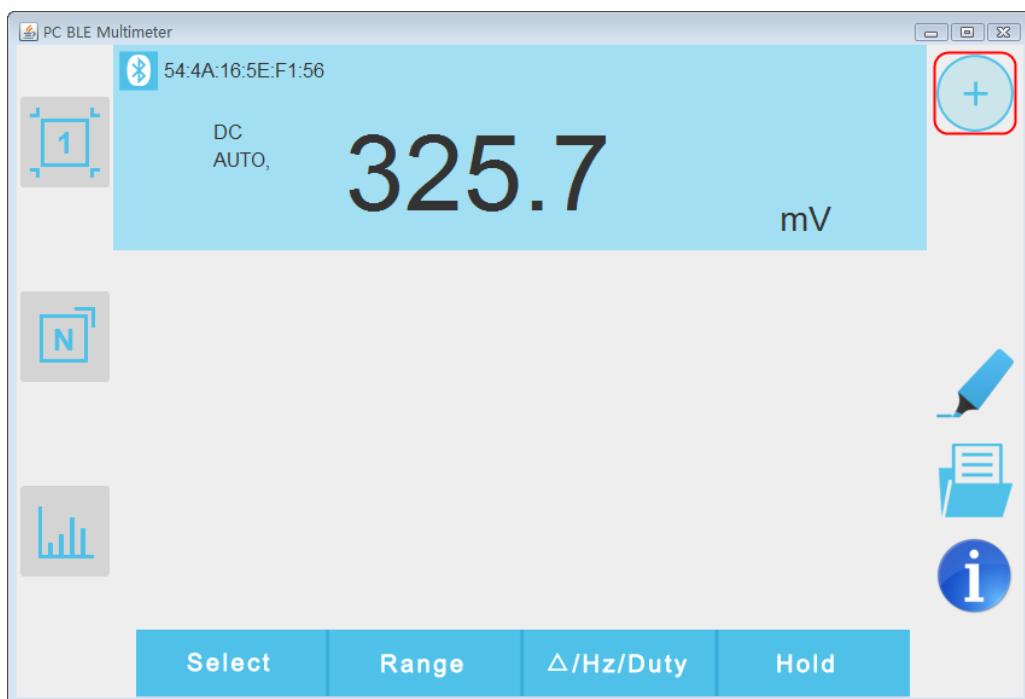 PC BLE Multimeter
54:4A:16:5E:F1:56
+
1
DC
AUTO,
325.7
mV
N
i
Select
Range
△/Hz/Duty
Hold